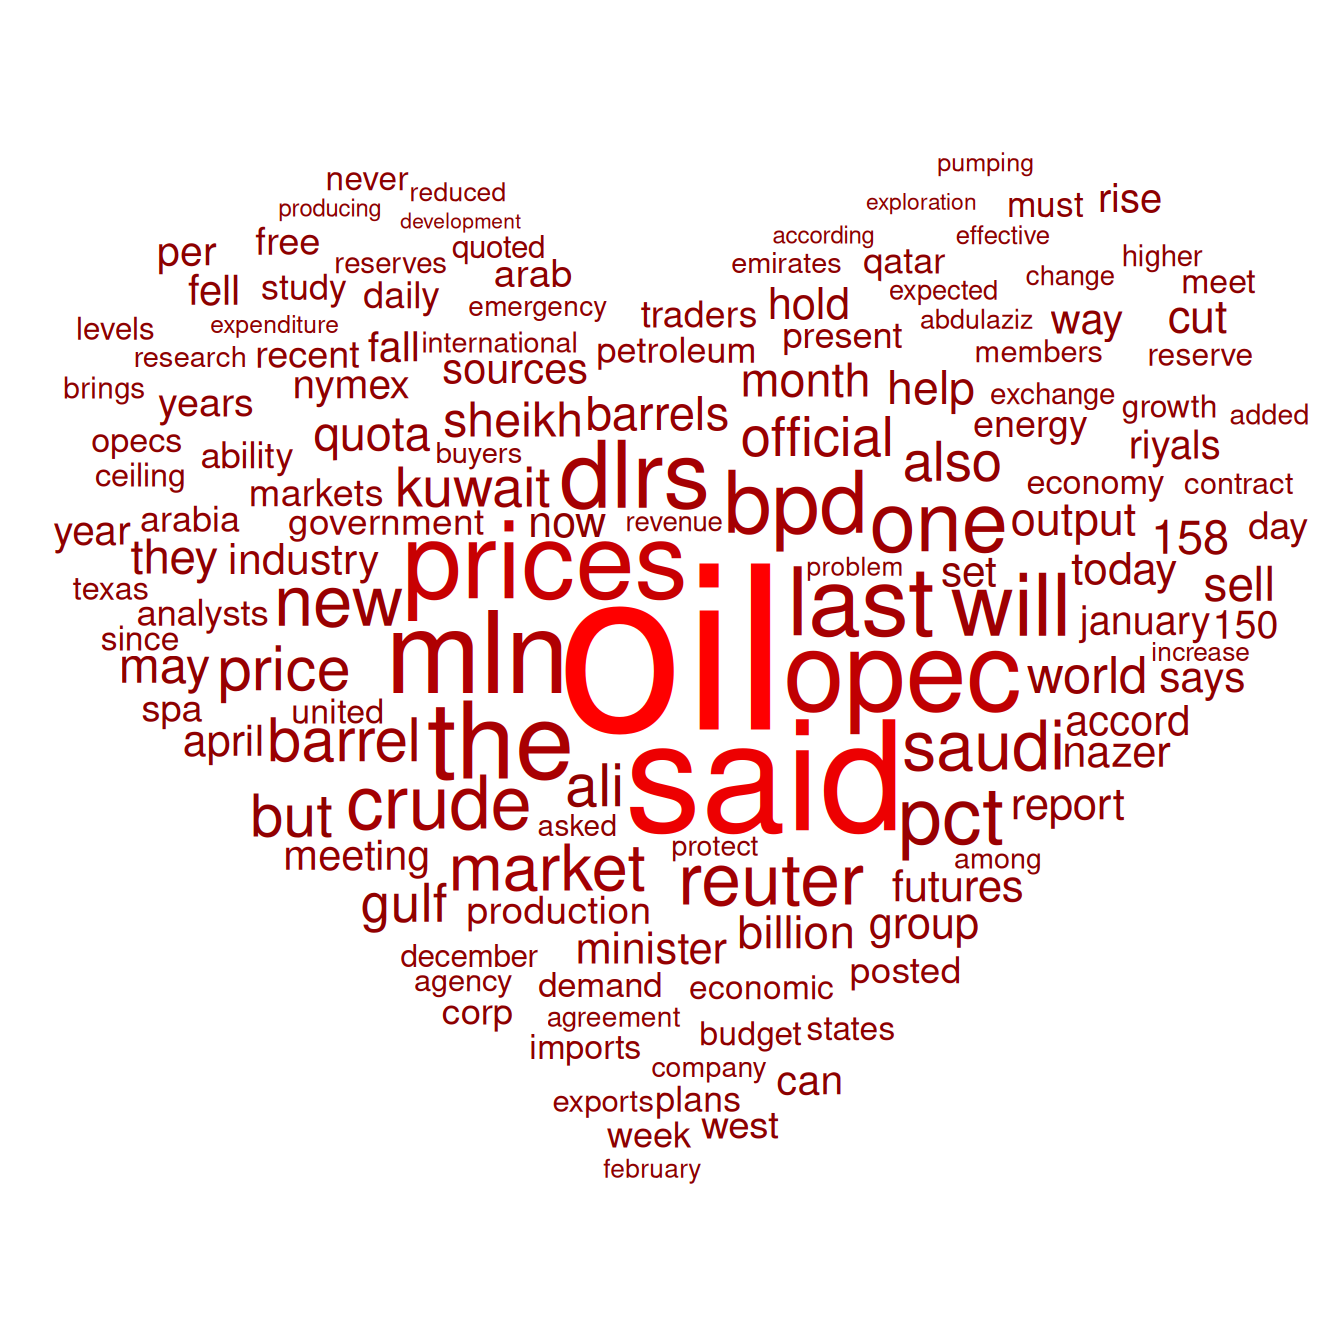 pumping
never
reduced
exploration
must
rise
producing
development
according
effective
per
free
quoted
higher
reserves
arab
emirates
qatar
change
meet
fell
study
daily
emergency
traders
hold
expected
abdulaziz
way
cut
levels
expenditure
research
recent
fall
international
petroleum
present
members
reserve
brings
nymex
sources
month
help
exchange
growth
added
years
sheikh
barrels
official
energy
riyals
opecs
quota
buyers
ability
ceiling
also
markets
kuwait
dlrs
bpd
economy
contract
year
arabia
government
now
revenue
one
output
158
day
they
industry
prices
problem
set
today
sell
texas
analysts
new
last
will
january
150
since
may
price
mln
oil
opec
world
increase
says
spa
united
april
barrel
the
saudi
accord
nazer
but
crude
ali
said
pct
report
asked
meeting
market
protect
reuter
among
futures
gulf
production
billion
group
december
minister
agency
demand
economic
posted
corp
agreement
budget
states
imports
company
can
exports
plans
week
west
february